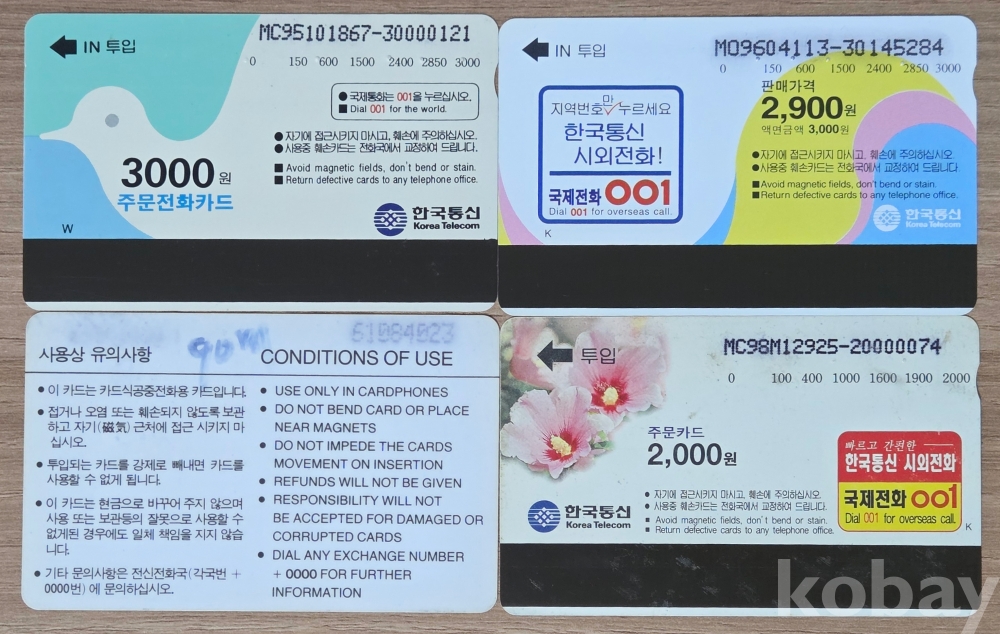 IN 투입
MC95101867-30000121
0 150 600 1500 2400 2850 3000
● 국제통화는 001을 누르십시오.
■ Dial 001 for the world.
● 자기에 접근시키지 마시고, 훼손에 주의하십시오.
● 사용중 훼손카드는 전화국에서 교정하여 드립니다.
■ Avoid magnetic fields, don't bend or stain.
■ Return defective cards to any telephone office.
3000원
주문전화카드
W
한국통신
Korea Telecom
IN 투입
MO9604113-30145284
0 150 600 1500 2400 2850 3000
판매가격
2,900원
액면금액 3,000원
만
지역번호✓누르세요
한국통신
시외전화!
국제전화 001
Dial 001 for overseas call.
● 자기에 접근시키지 마시고, 훼손에 주의하십시오.
● 사용중 훼손카드는 전화국에서 교정하여 드립니다.
■ Avoid magnetic fields, don't bend or stain.
■ Return defective cards to any telephone office.
K
한국통신
Korea Telecom
61084023
사용상 유의사항
● 이 카드는 카드식공중전화용 카드입니다.
● 접거나 오염 또는 훼손되지 않도록 보관
하고 자기(磁気) 근처에 접근 시키지 마
십시오.
● 투입되는 카드를 강제로 빼내면 카드를
사용할 수 없게 됩니다.
● 이 카드는 현금으로 바꾸어 주지 않으며
사용 또는 보관등의 잘못으로 사용할 수
없게된 경우에도 일체 책임을 지지 않습
니다.
● 기타 문의사항은 전신전화국(각국번 +
0000번) 에 문의하십시오.
CONDITIONS OF USE
● USE ONLY IN CARDPHONES
● DO NOT BEND CARD OR PLACE
NEAR MAGNETS
● DO NOT IMPEDE THE CARDS
MOVEMENT ON INSERTION
● REFUNDS WILL NOT BE GIVEN
● RESPONSIBILITY WILL NOT
BE ACCEPTED FOR DAMAGED OR
CORRUPTED CARDS
● DIAL ANY EXCHANGE NUMBER
+ 0000 FOR FURTHER
INFORMATION
투입
MC98M12925-20000074
0 100 400 1000 1600 1900 2000
주문카드
2,000원
빠르고 간편한
한국통신 시외전화
국제전화 001
Dial 001 for overseas call.
● 자기에 접근시키지 마시고, 훼손에 주의하십시오.
● 사용중 훼손카드는 전화국에서 교정하여 드립니다.
■ Avoid magnetic fields, don't bend or stain.
■ Return defective cards to any telephone office.
K
한국통신
Korea Telecom
kobay